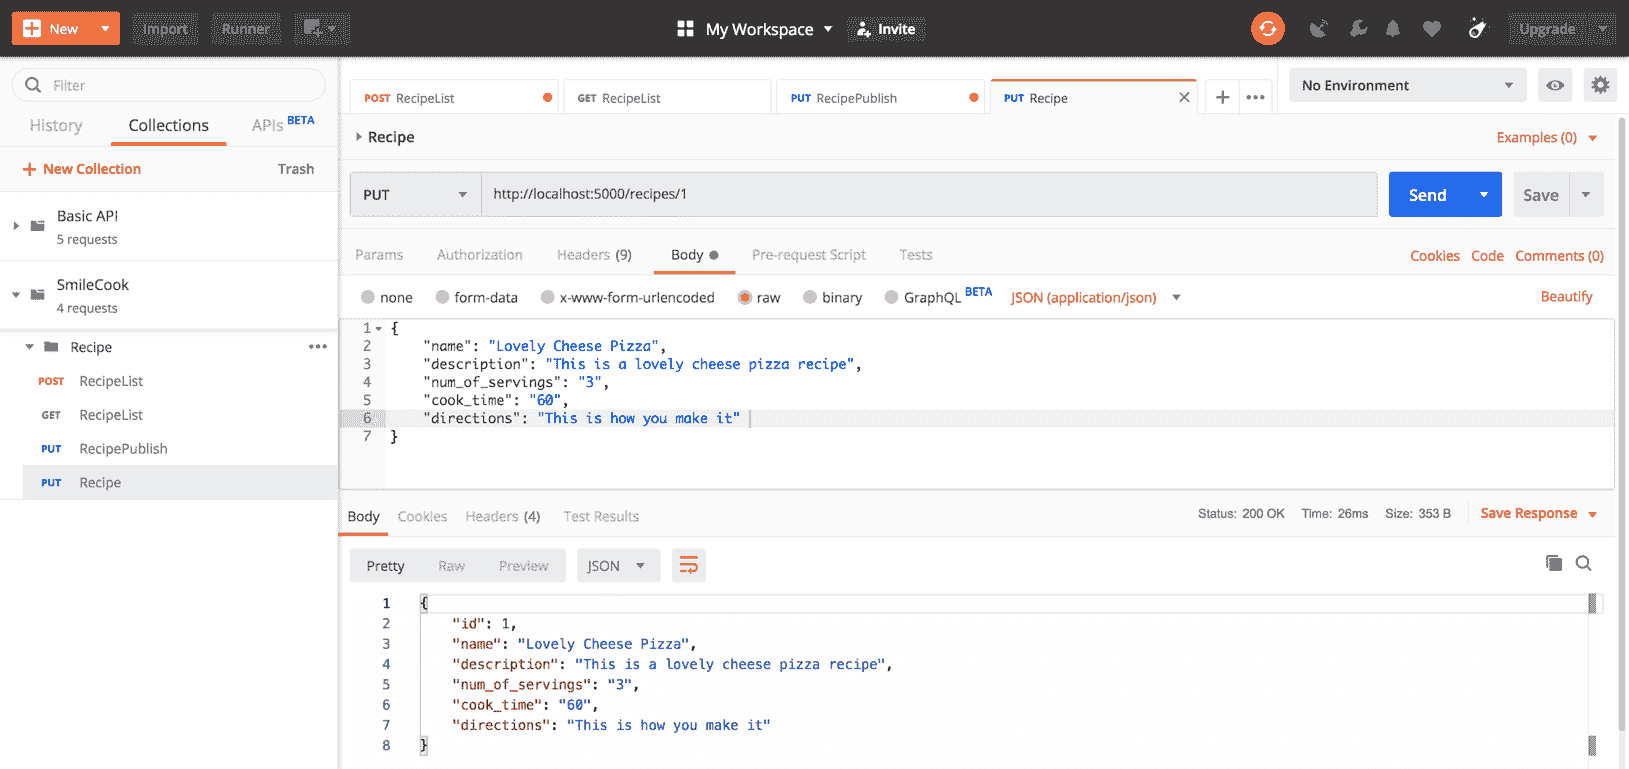 New Import Runner My Workspace Invite Upgrade
Filter
POST RecipeList GET RecipeList PUT RecipePublish PUT Recipe No Environment
History Collections APIs BETA
Recipe Examples (0)
New Collection Trash
PUT http://localhost:5000/recipes/1 Send Save
Basic API
5 requests
Params Authorization Headers (9) Body Pre-request Script Tests Cookies Code Comments (0)
SmileCook
4 requests
none form-data x-www-form-urlencoded raw binary GraphQL BETA JSON (application/json) Beautify
Recipe
POST RecipeList
GET RecipeList
PUT RecipePublish
PUT Recipe
1 {
2 "name": "Lovely Cheese Pizza",
3 "description": "This is a lovely cheese pizza recipe",
4 "num_of_servings": "3",
5 "cook_time": "60",
6 "directions": "This is how you make it"
7 }
Body Cookies Headers (4) Test Results Status: 200 OK Time: 26ms Size: 353 B Save Response
Pretty Raw Preview JSON
1 {
2 "id": 1,
3 "name": "Lovely Cheese Pizza",
4 "description": "This is a lovely cheese pizza recipe",
5 "num_of_servings": "3",
6 "cook_time": "60",
7 "directions": "This is how you make it"
8 }